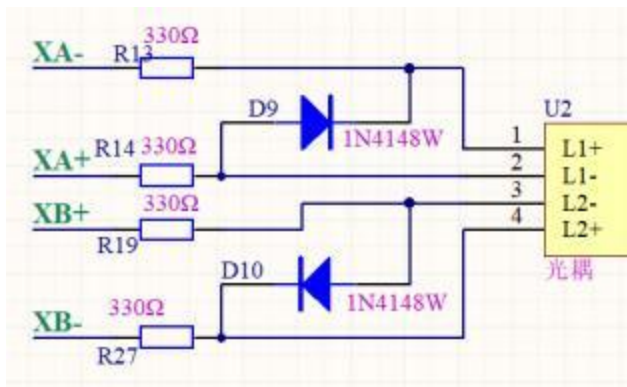 330Ω
XA-
R13
D9
U2
1N4148W
1
L1+
R14
330Ω
XA+
2
L1-
330Ω
XB+
3
L2-
R19
4
L2+
D10
光耦
330Ω
1N4148W
XB-
R27